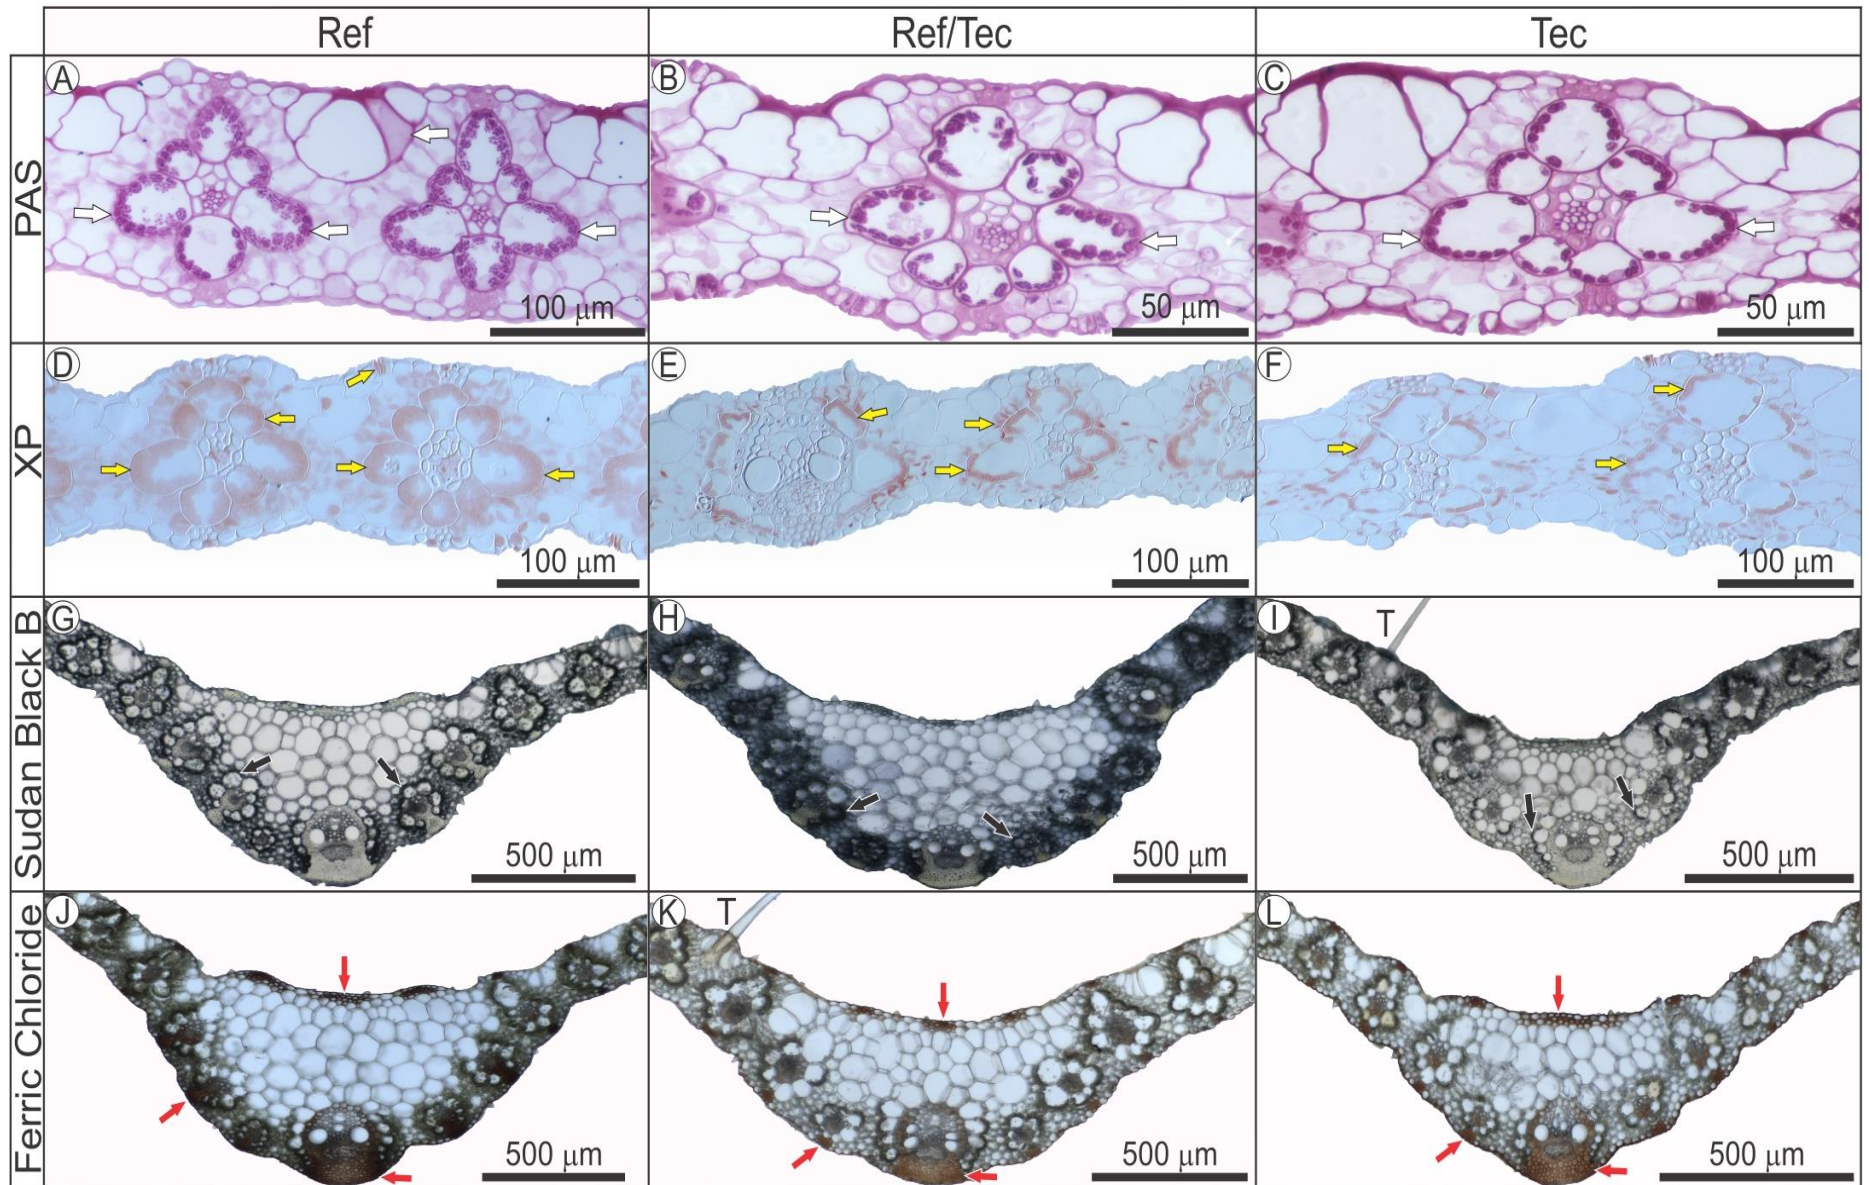 Ref
Ref/Tec
Tec
PAS
A
100 μm
B
50 μm
C
50 μm
XP
D
100 μm
E
100 μm
F
100 μm
Sudan Black B
G
500 μm
H
500 μm
I
T
500 μm
Ferric Chloride
J
500 μm
K
T
500 μm
L
500 μm